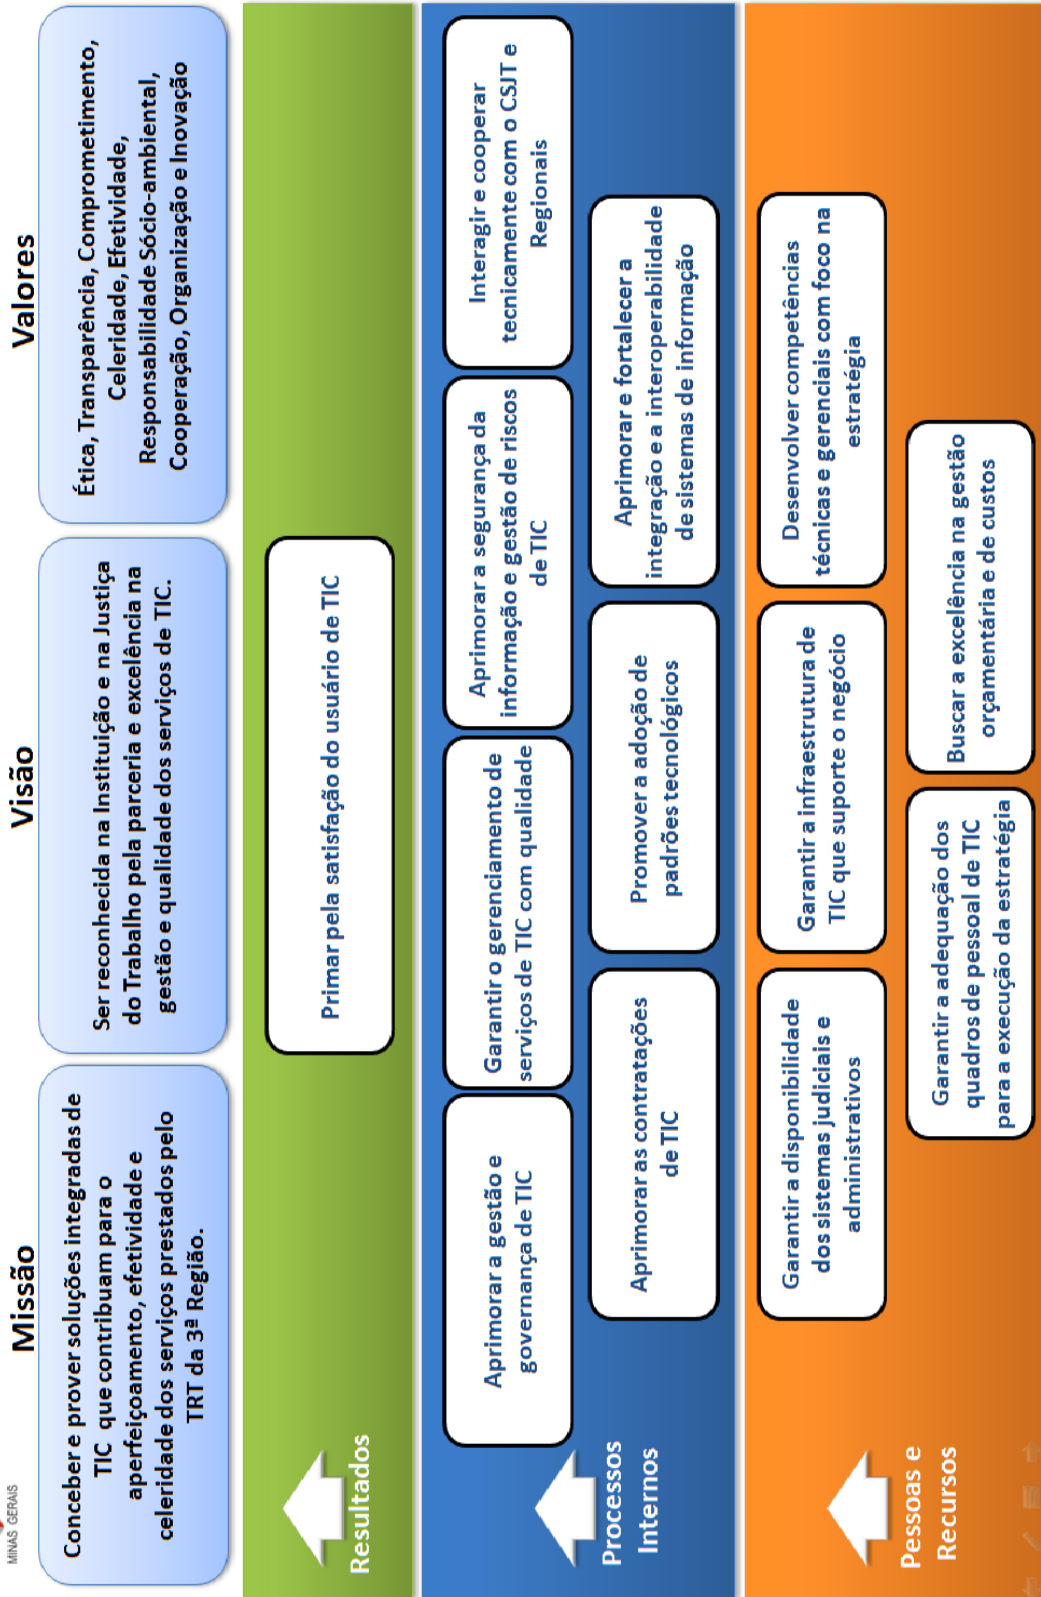 MINAS GERAIS
Missão
Conceber e prover soluções integradas de
TIC que contribuam para o
aperfeiçoamento, efetividade e
celeridade dos serviços prestados pelo
TRT da 3ª Região.
Visão
Ser reconhecida na Instituição e na Justiça
do Trabalho pela parceria e excelência na
gestão e qualidade dos serviços de TIC.
Valores
Ética, Transparência, Comprometimento,
Celeridade, Efetividade,
Responsabilidade Sócio-ambiental,
Cooperação, Organização e Inovação
Resultados
Primar pela satisfação do usuário de TIC
Processos
Internos
Aprimorar a gestão e
governança de TIC
Garantir o gerenciamento de
serviços de TIC com qualidade
Aprimorar a segurança da
informação e gestão de riscos
de TIC
Interagir e cooperar
tecnicamente com o CSJT e
Regionais
Aprimorar as contratações
de TIC
Promover a adoção de
padrões tecnológicos
Aprimorar e fortalecer a
integração e a interoperabilidade
de sistemas de informação
Pessoas e
Recursos
Garantir a disponibilidade
dos sistemas judiciais e
administrativos
Garantir a infraestrutura de
TIC que suporte o negócio
Desenvolver competências
técnicas e gerenciais com foco na
estratégia
Garantir a adequação dos
quadros de pessoal de TIC
para a execução da estratégia
Buscar a excelência na gestão
orçamentária e de custos